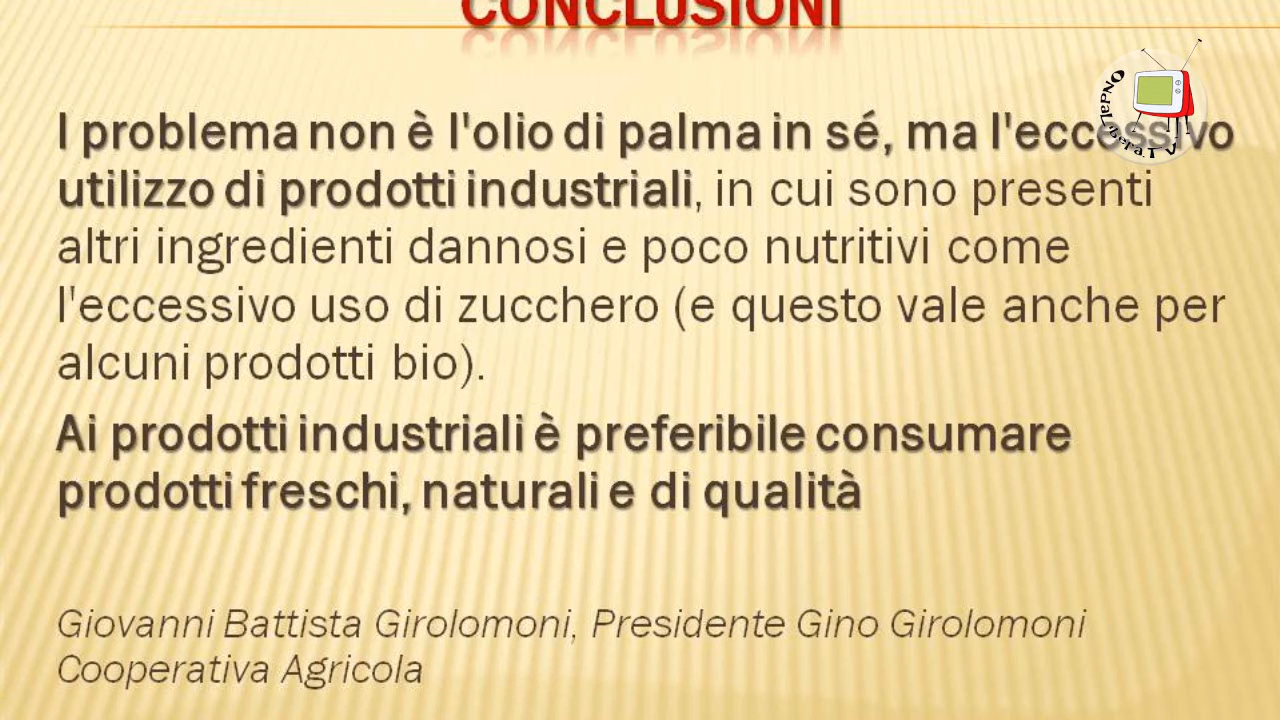 CONCLUSIONI
OndaLibera.TV
I problema non è l'olio di palma in sé, ma l'eccessivo
utilizzo di prodotti industriali, in cui sono presenti
altri ingredienti dannosi e poco nutritivi come
l'eccessivo uso di zucchero (e questo vale anche per
alcuni prodotti bio).
Ai prodotti industriali è preferibile consumare
prodotti freschi, naturali e di qualità
Giovanni Battista Girolomoni, Presidente Gino Girolomoni
Cooperativa Agricola